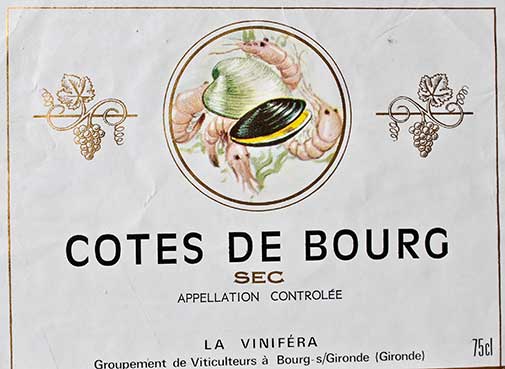 COTES DE BOURG
SEC
APPELLATION CONTROLÉE
LA VINIFÉRA
75cl
Groupement de Viticulteurs à Bourg-s/Gironde (Gironde)